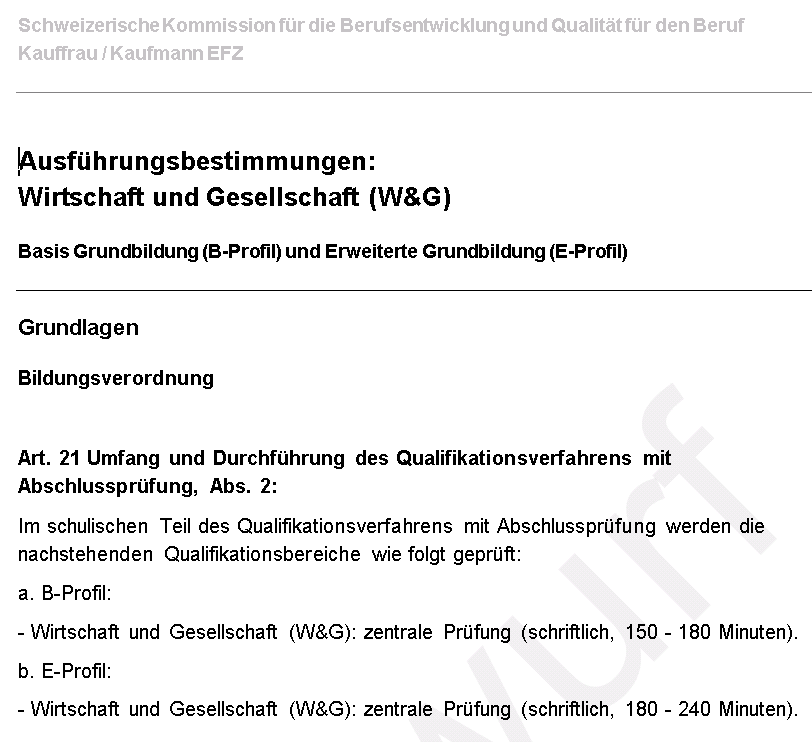 Schweizerische Kommission für die Berufsentwicklung und Qualität für den Beruf
Kauffrau / Kaufmann EFZ
Ausführungsbestimmungen:
Wirtschaft und Gesellschaft (W&G)
Basis Grundbildung (B-Profil) und Erweiterte Grundbildung (E-Profil)
Grundlagen
Bildungsverordnung
Art. 21 Umfang und Durchführung des Qualifikationsverfahrens mit
Abschlussprüfung, Abs. 2:
Im schulischen Teil des Qualifikationsverfahrens mit Abschlussprüfung werden die
nachstehenden Qualifikationsbereiche wie folgt geprüft:
a. B-Profil:
- Wirtschaft und Gesellschaft (W&G): zentrale Prüfung (schriftlich, 150 - 180 Minuten).
b. E-Profil:
- Wirtschaft und Gesellschaft (W&G): zentrale Prüfung (schriftlich, 180 - 240 Minuten).
wurf